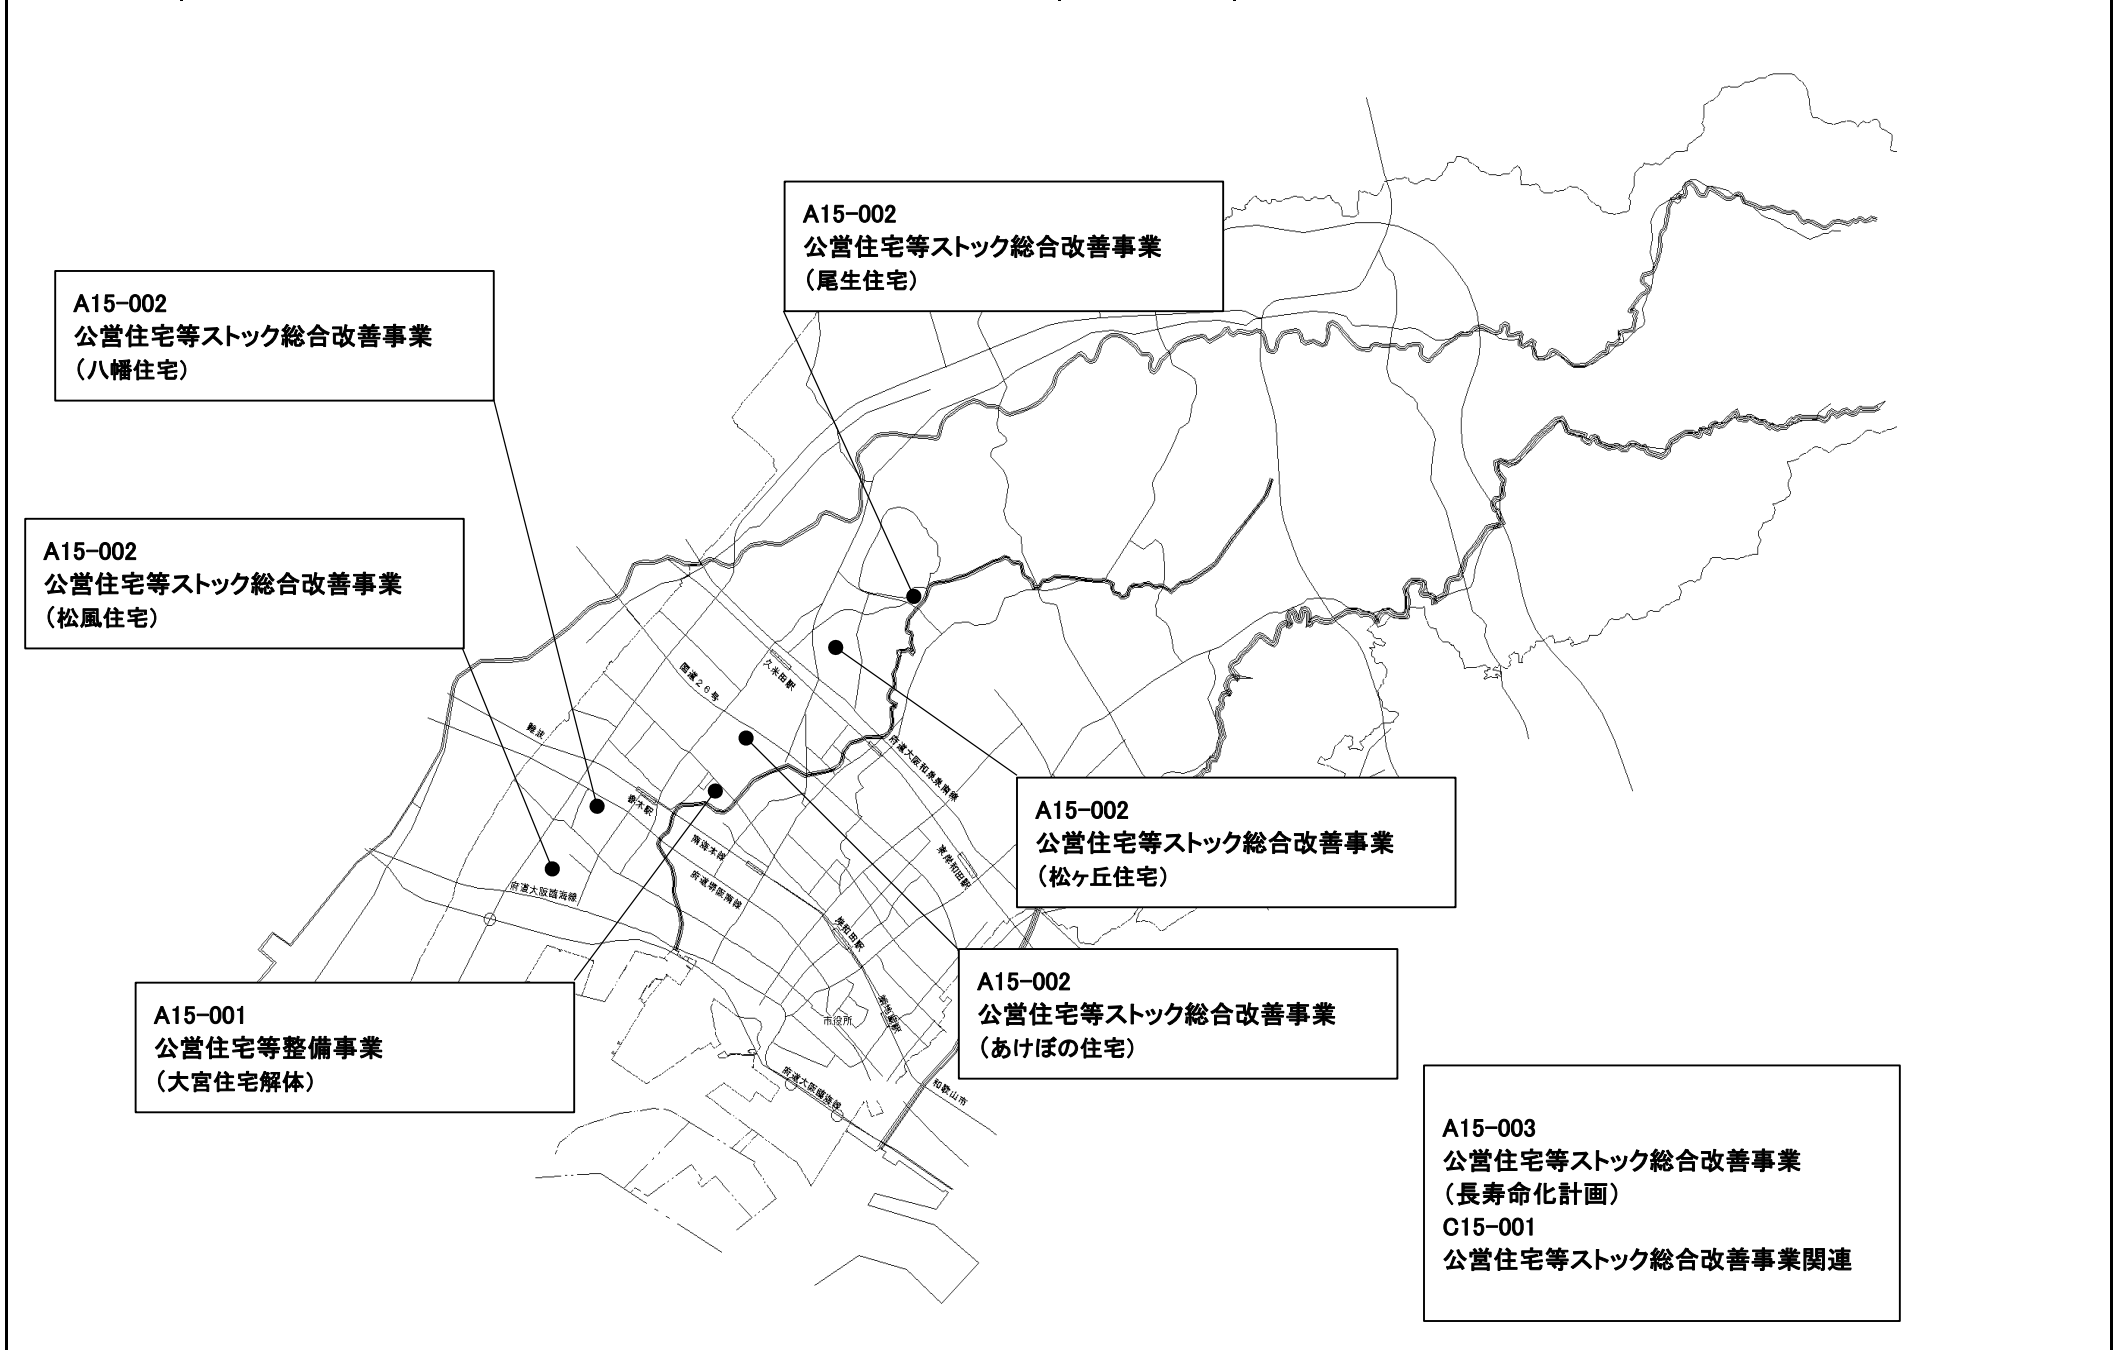 A15-002
公営住宅等ストック総合改善事業
（尾生住宅）
A15-002
公営住宅等ストック総合改善事業
（八幡住宅）
A15-002
公営住宅等ストック総合改善事業
（松風住宅）
久米田駅
国道26号
難波
春木駅
府道大阪和泉泉南線
南海本線
府道堺阪南線
東岸和田駅
府道大阪臨海線
岸和田駅
A15-002
公営住宅等ストック総合改善事業
（松ヶ丘住宅）
A15-002
公営住宅等ストック総合改善事業
（あけぼの住宅）
A15-001
公営住宅等整備事業
（大宮住宅解体）
市役所
府道大阪臨海線
和歌山市
A15-003
公営住宅等ストック総合改善事業
（長寿命化計画）
C15-001
公営住宅等ストック総合改善事業関連